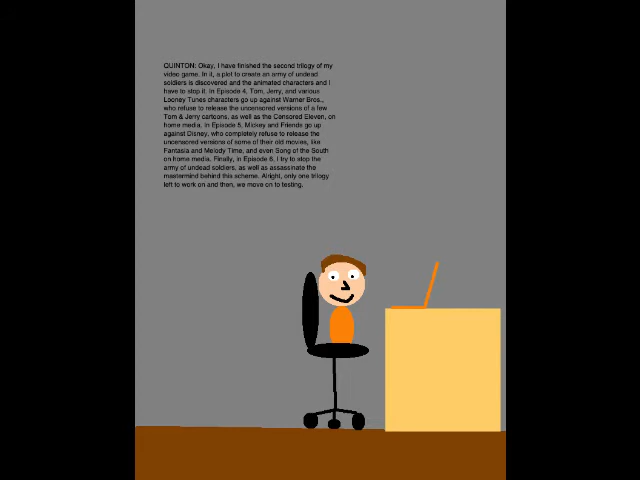 QUINTON: Okay, I have finished the second trilogy of my
video game. In it, a plot to create an army of undead
soldiers is discovered and the animated characters and I
have to stop it. In Episode 4, Tom, Jerry, and various
Looney Tunes characters go up against Warner Bros.,
who refuse to release the uncensored versions of a few
Tom & Jerry cartoons, as well as the Censored Eleven, on
home media. In Episode 5, Mickey and Friends go up
against Disney, who completely refuse to release the
uncensored versions of some of their old movies, like
Fantasia and Melody Time, and even Song of the South
on home media. Finally, in Episode 6, I try to stop the
army of undead soldiers, as well as assassinate the
mastermind behind this scheme. Alright, only one trilogy
left to work on and then, we move on to testing.